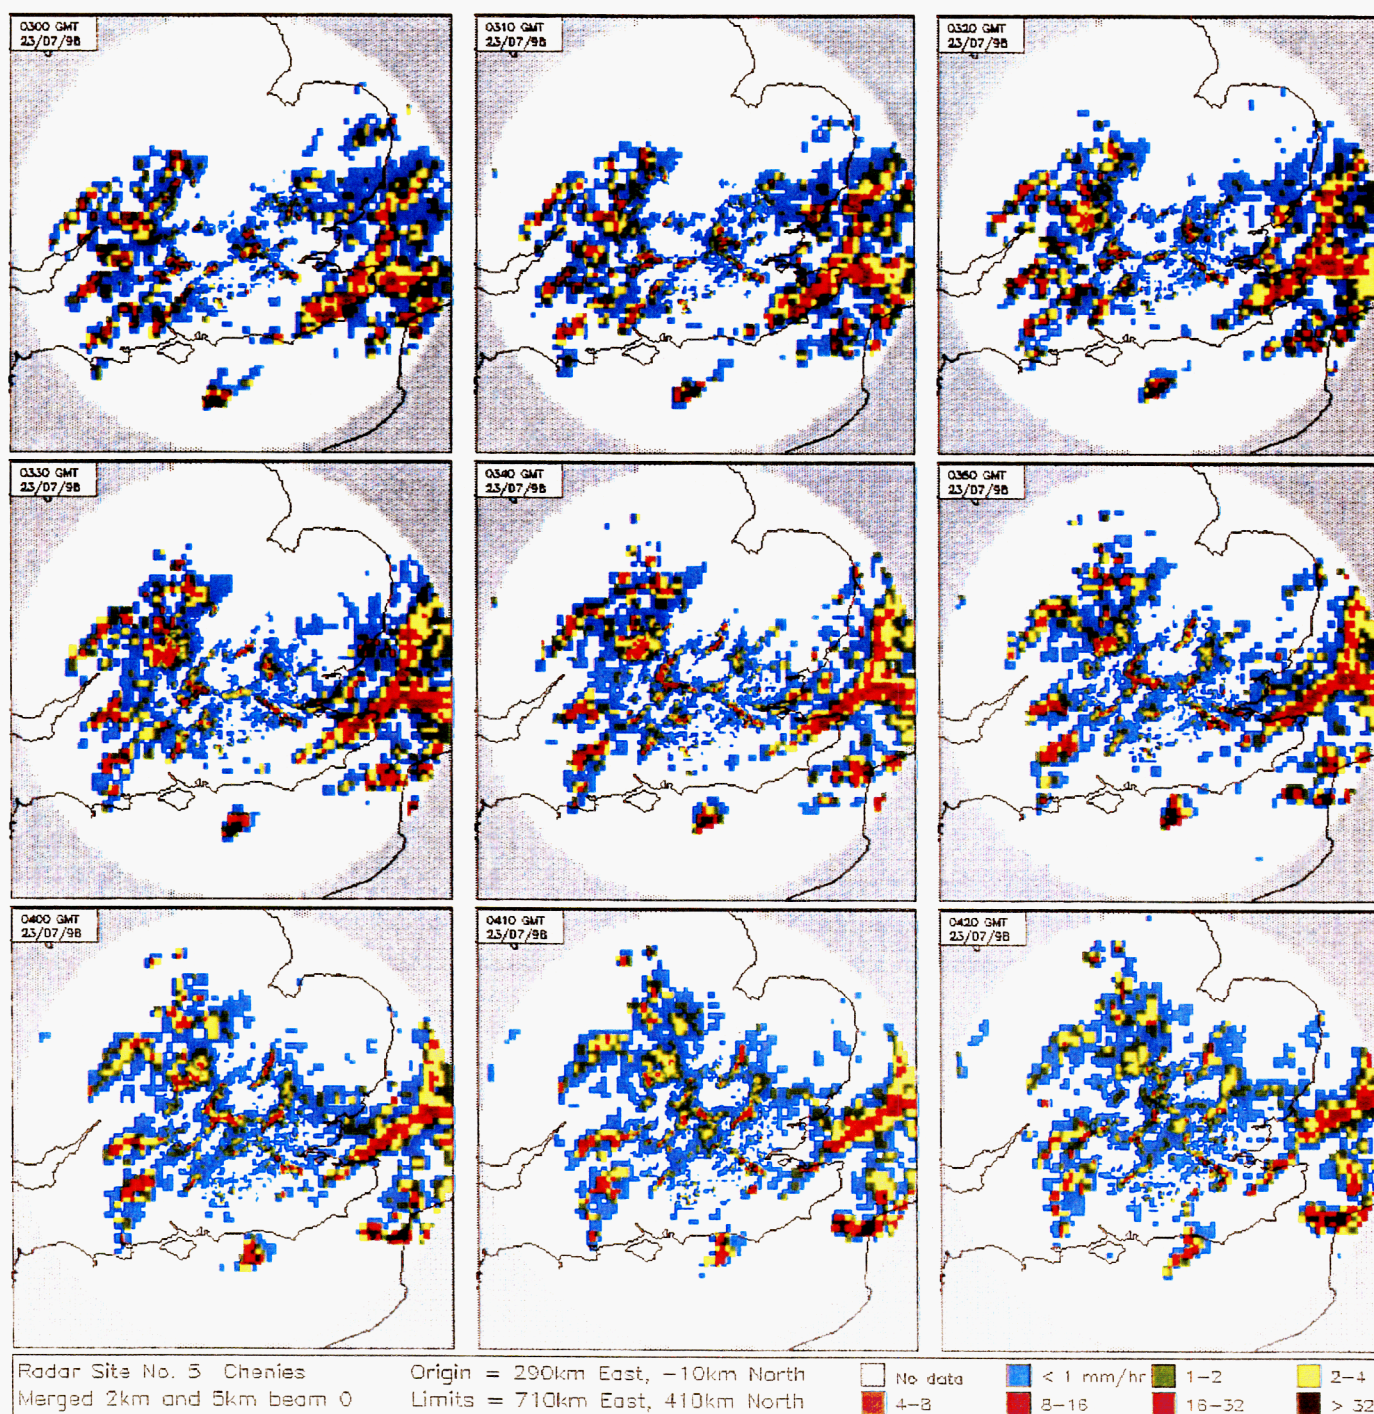 0300 GMT
23/07/98
0310 GMT
23/07/98
0320 GMT
23/07/98
0330 GMT
23/07/98
0340 GMT
23/07/98
0350 GMT
23/07/98
0400 GMT
23/07/98
0410 GMT
23/07/98
0420 GMT
23/07/98
Radar Site No. 5 Chenies Origin = 290km East, -10km North No data < 1 mm/hr 1-2 2-4
Merged 2km and 5km beam 0 Limits = 710km East, 410km North 4-8 8-16 16-32 > 32